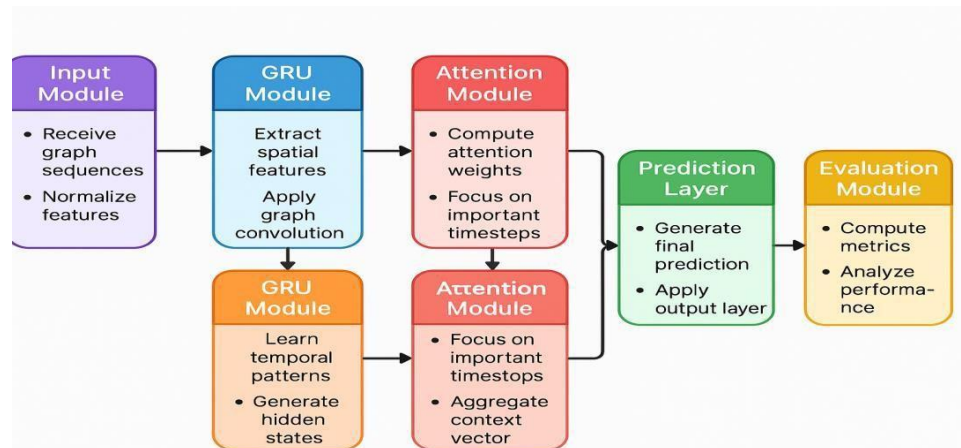 Input
Module
• Receive
graph
sequences
• Normalize
features
GRU
Module
Extract
spatial
features
Apply
graph
convolution
Attention
Module
• Compute
attention
weights
• Focus on
important
timesteps
GRU
Module
Learn
temporal
patterns
• Generate
hidden
states
Attention
Module
• Focus on
important
timestops
• Aggregate
context
vector
Prediction
Layer
• Generate
final
prediction
• Apply
output layer
Evaluation
Module
• Compute
metrics
• Analyze
performa-
nce